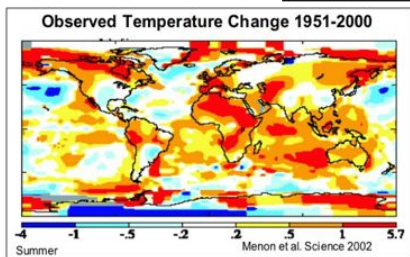 Observed Temperature Change 1951-2000
-4 -1 -.5 -.2 .2 .5 1 5.7
Summer Menon et al. Science 2002